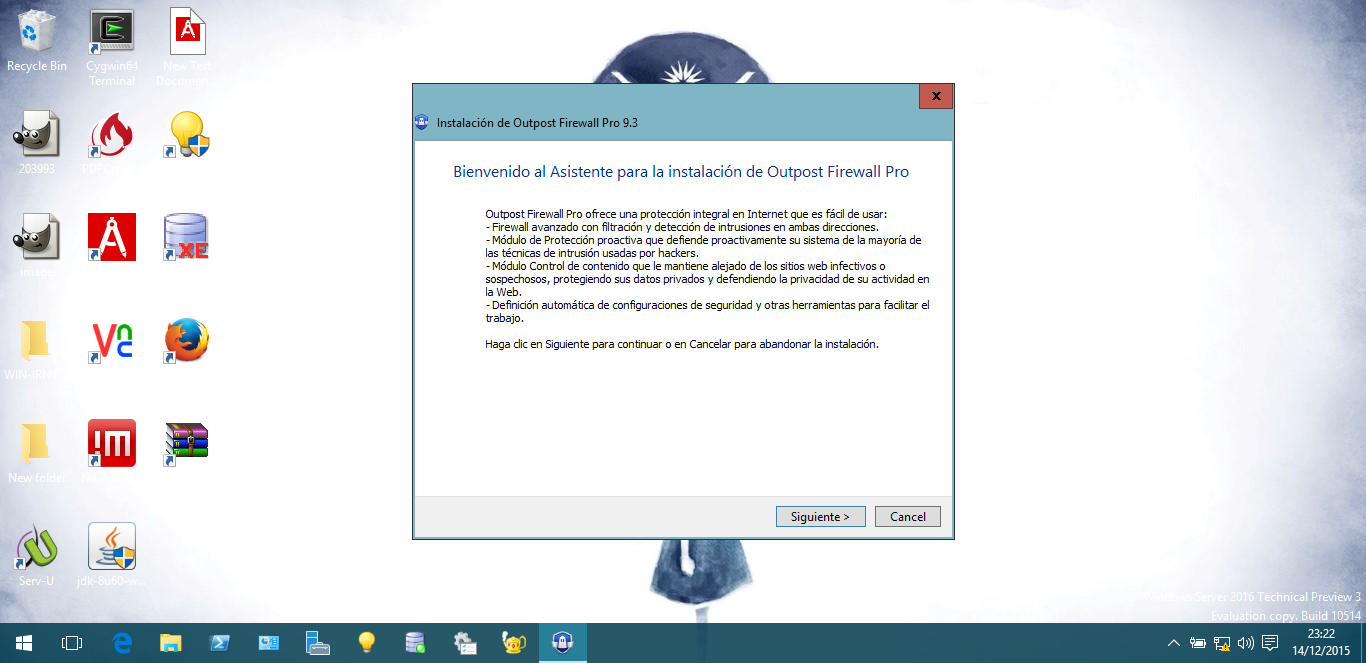 Recycle Bin
Cygwin64
Terminal
New Text
Documen...
203993
PDFC
image
XE
WIN-iRN
VNC
New folder
Serv-U
jdk-8u60-w...
Instalación de Outpost Firewall Pro 9.3
Bienvenido al Asistente para la instalación de Outpost Firewall Pro
Outpost Firewall Pro ofrece una protección integral en Internet que es fácil de usar:
- Firewall avanzado con filtración y detección de intrusiones en ambas direcciones.
- Módulo de Protección proactiva que defiende proactivamente su sistema de la mayoría de
las técnicas de intrusión usadas por hackers.
- Módulo Control de contenido que le mantiene alejado de los sitios web infectivos o
sospechosos, protegiendo sus datos privados y defendiendo la privacidad de su actividad en
la Web.
- Definición automática de configuraciones de seguridad y otras herramientas para facilitar el
trabajo.
Haga clic en Siguiente para continuar o en Cancelar para abandonar la instalación.
Siguiente >
Cancel
Server 2016 Technical Preview 3
Evaluation copy. Build 10514
23:22
14/12/2015